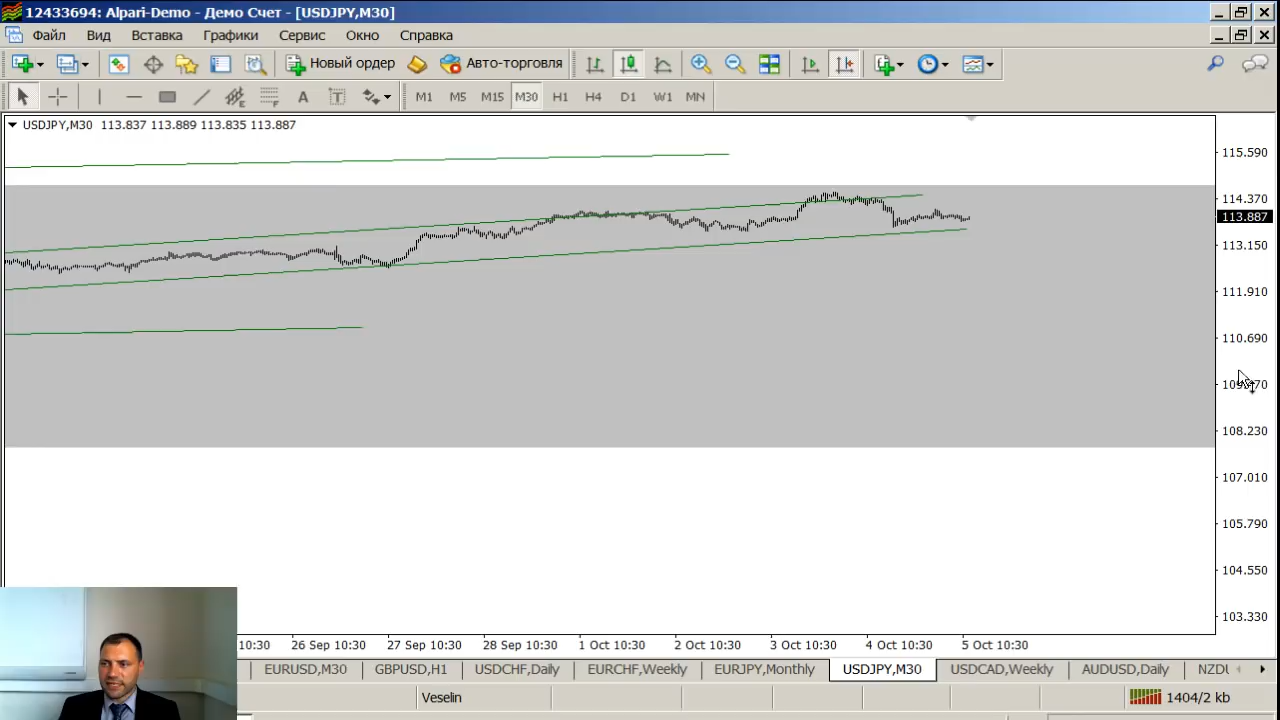 12433694: Alpari-Demo - Демо Счет - [USDJPY,M30]
Файл Вид Вставка Графики Сервис Окно Справка
Новый ордер Авто-торговля
A T M1 M5 M15 M30 H1 H4 D1 W1 MN
USDJPY,M30 113.837 113.889 113.835 113.887
115.590
114.370
113.887
113.150
111.910
110.690
108.230
107.010
105.790
104.550
103.330
10:30 26 Sep 10:30 27 Sep 10:30 28 Sep 10:30 1 Oct 10:30 2 Oct 10:30 3 Oct 10:30 4 Oct 10:30 5 Oct 10:30
EURUSD,M30 GBPUSD,H1 USDCHF,Daily EURCHF,Weekly EURJPY,Monthly USDJPY,M30 USDCAD,Weekly AUDUSD,Daily
Veselin 1404/2 kb